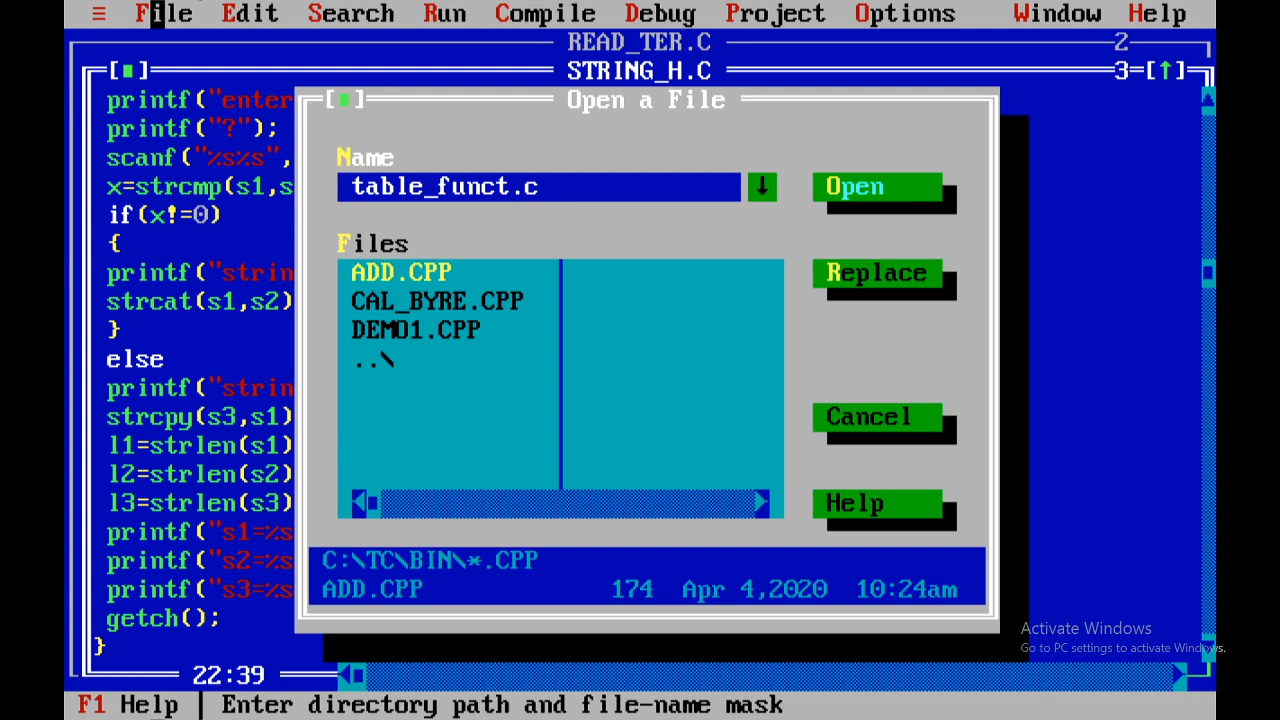 ≡ File Edit Search Run Compile Debug Project Options Window Help
READ_TER.C 2
STRING_H.C 3=[↑]
printf("enter
printf("?");
scanf("%s%s",
x=strcmp(s1,s
if(x!=0)
{
printf("strin
strcat(s1,s2)
}
else
printf("strin
strcpy(s3,s1)
l1=strlen(s1)
l2=strlen(s2)
l3=strlen(s3)
printf("s1=%s
printf("s2=%s
printf("s3=%s
getch();
}
22:39
Open a File
Name
table_funct.c ↓
Open
Files
ADD.CPP
CAL_BYRE.CPP
DEMO1.CPP
..\
Replace
Cancel
Help
C:\TC\BIN\*.CPP
ADD.CPP 174 Apr 4,2020 10:24am
Activate Windows
Go to PC settings to activate Windows.
F1 Help | Enter directory path and file-name mask